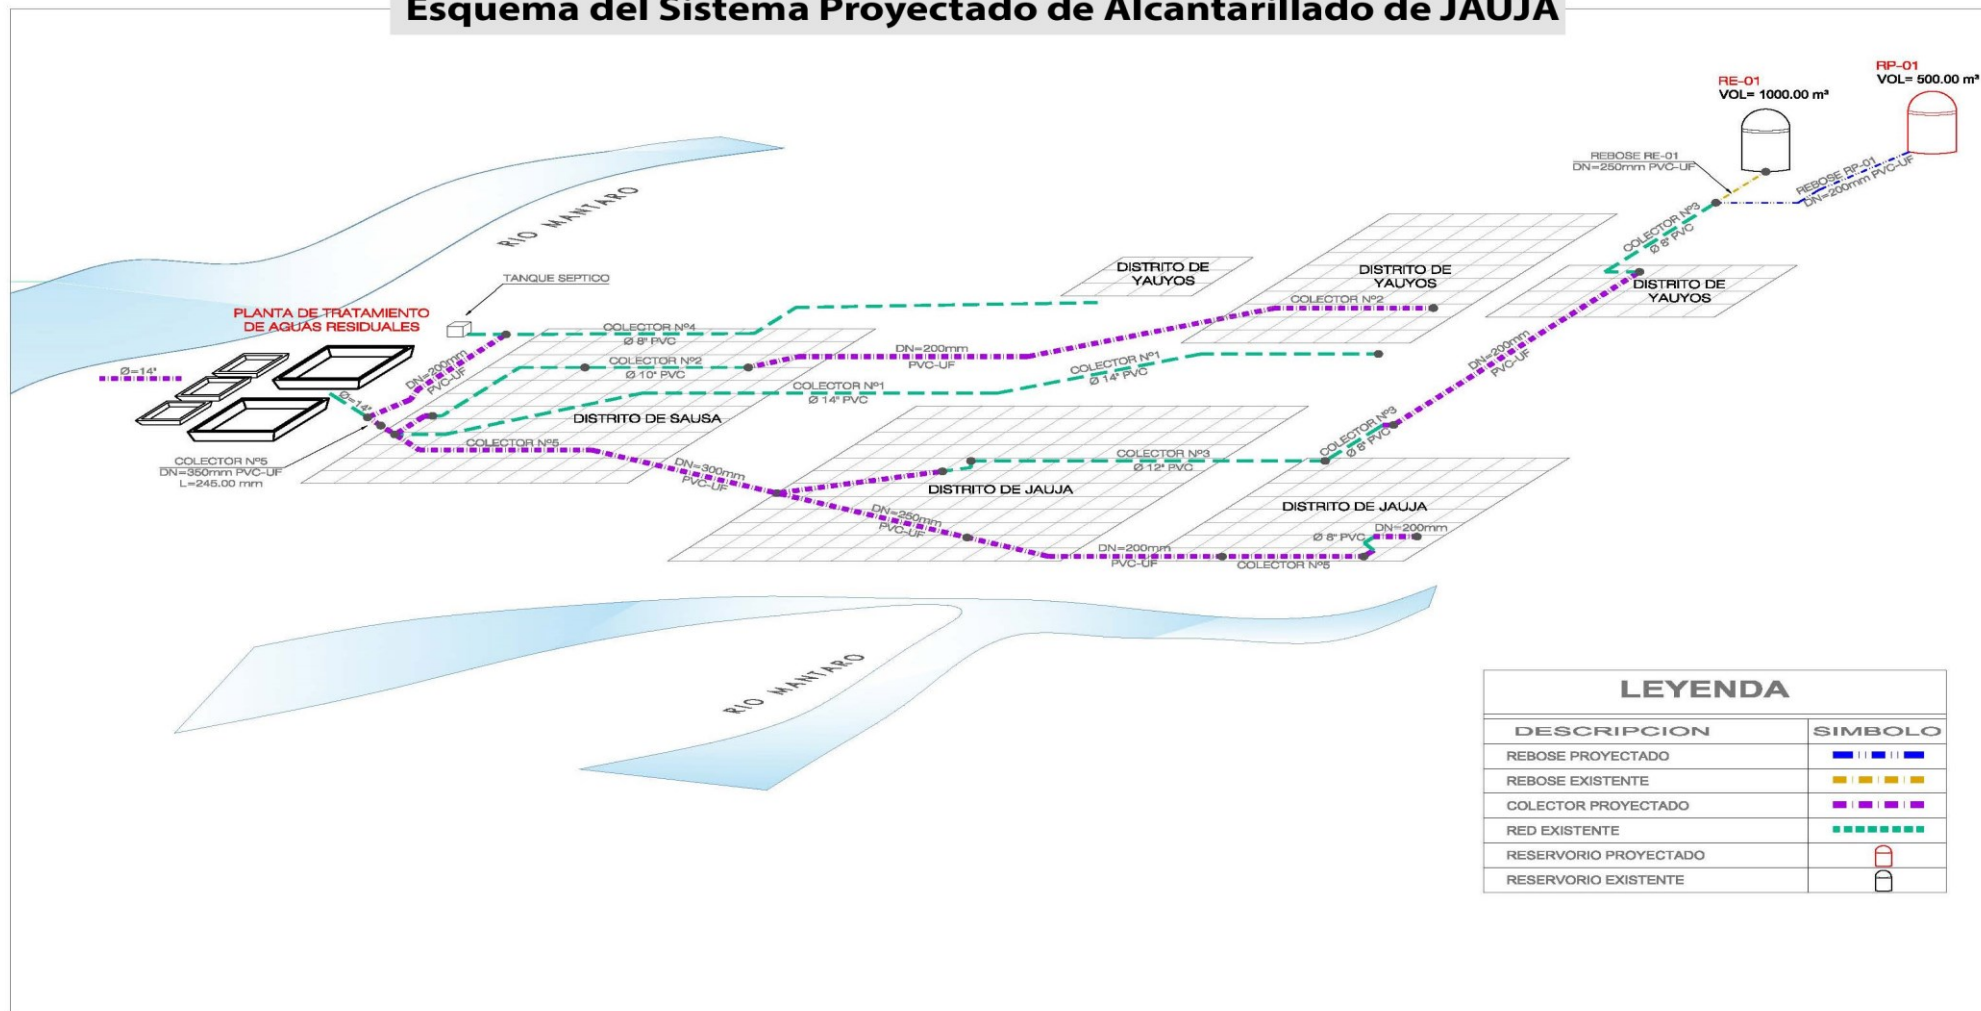 Esquema del Sistema Proyectado de Alcantarillado de JAUJA
RP-01
VOL= 500.00 m³
RE-01
VOL= 1000.00 m³
REBOSE RE-01
DN=250mm PVC-UF
REBOSE RP-01
DN=200mm PVC-UF
COLECTOR Nº3
Ø 8" PVC
RIO MANTARO
TANQUE SEPTICO
DISTRITO DE
YAUYOS
DISTRITO DE
YAUYOS
DISTRITO DE
YAUYOS
COLECTOR Nº2
PLANTA DE TRATAMIENTO
DE AGUAS RESIDUALES
COLECTOR Nº4
Ø 8" PVC
DN=200mm
PVC-UF
COLECTOR Nº2
Ø 10" PVC
DN=200mm
PVC-UF
COLECTOR Nº1
Ø 14" PVC
DN=200mm
PVC-UF
Ø=14"
Ø=14"
COLECTOR Nº1
Ø 14" PVC
DISTRITO DE SAUSA
COLECTOR Nº5
COLECTOR Nº5
DN=350mm PVC-UF
L=245.00 mm
DN=300mm
PVC-UF
COLECTOR Nº3
Ø 12" PVC
COLECTOR Nº3
Ø 8" PVC
DISTRITO DE JAUJA
DISTRITO DE JAUJA
DN=250mm
PVC-UF
DN=200mm
Ø 8" PVC
DN=200mm
PVC-UF
COLECTOR Nº5
RIO MANTARO
LEYENDA
DESCRIPCION SIMBOLO
REBOSE PROYECTADO
REBOSE EXISTENTE
COLECTOR PROYECTADO
RED EXISTENTE
RESERVORIO PROYECTADO
RESERVORIO EXISTENTE